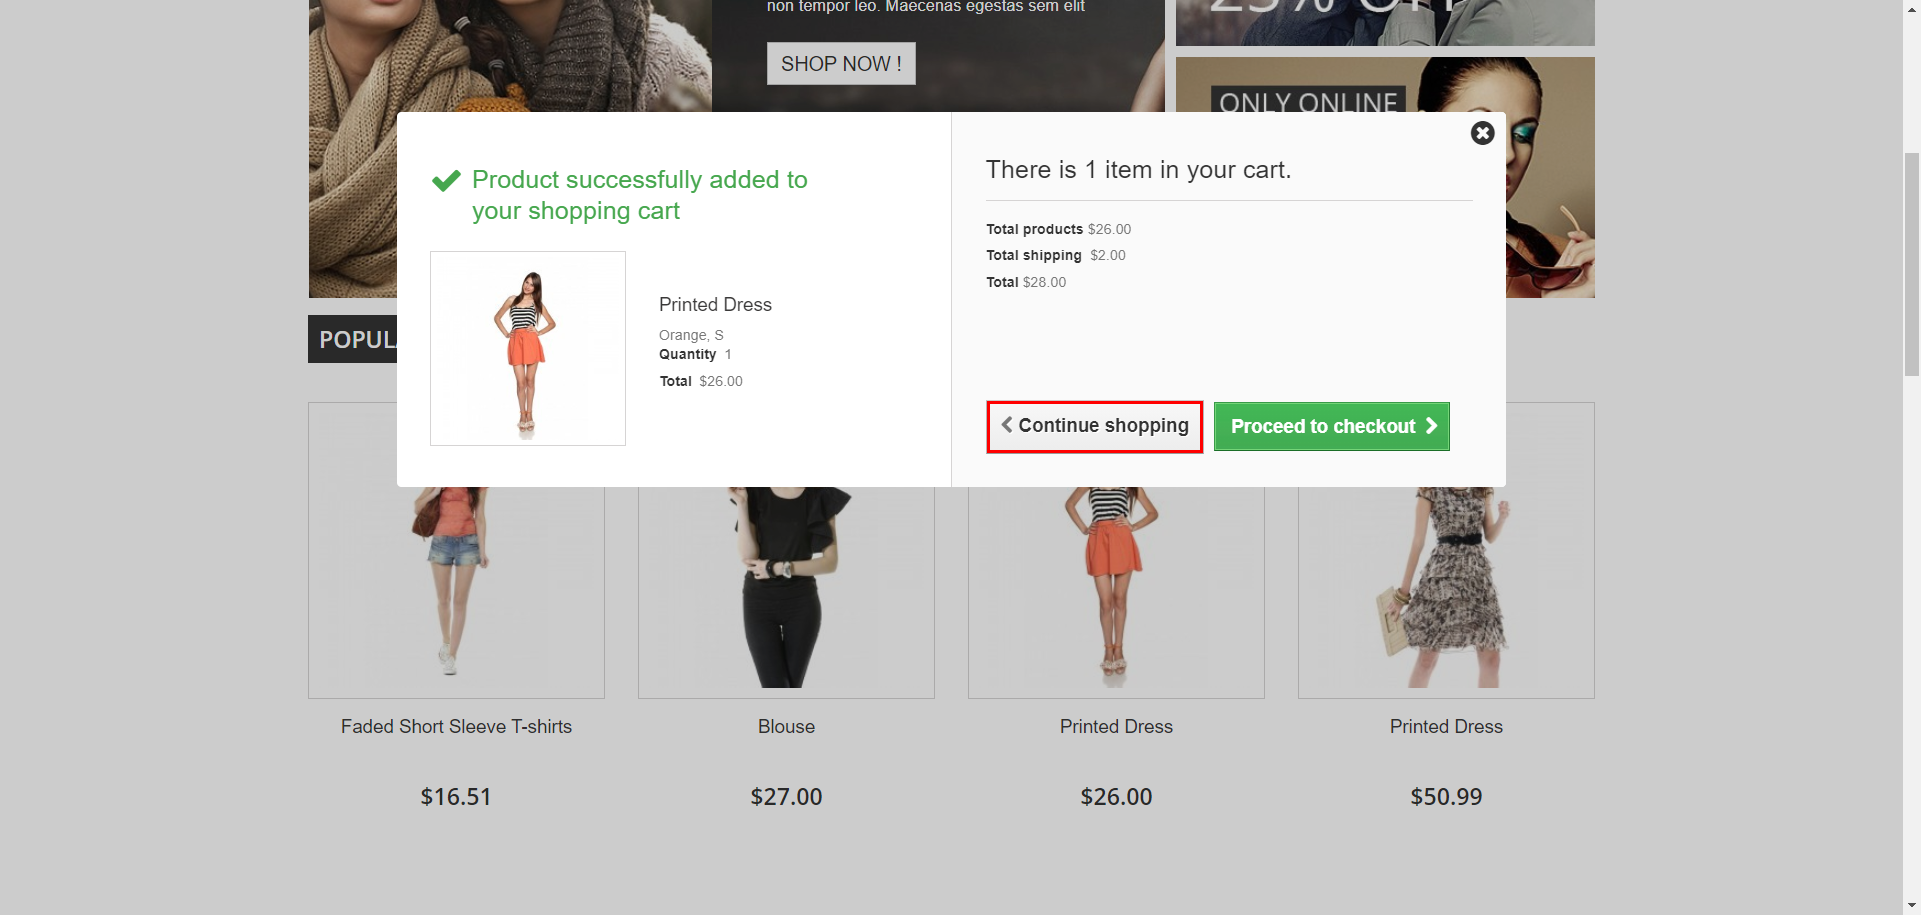 non tempor leo. Maecenas egestas sem elit
SHOP NOW !
25% OFF
ONLY ONLINE
Product successfully added to
your shopping cart
Printed Dress
Orange, S
Quantity 1
Total $26.00
There is 1 item in your cart.
Total products $26.00
Total shipping $2.00
Total $28.00
Continue shopping
Proceed to checkout
Faded Short Sleeve T-shirts
Blouse
Printed Dress
Printed Dress
$16.51
$27.00
$26.00
$50.99